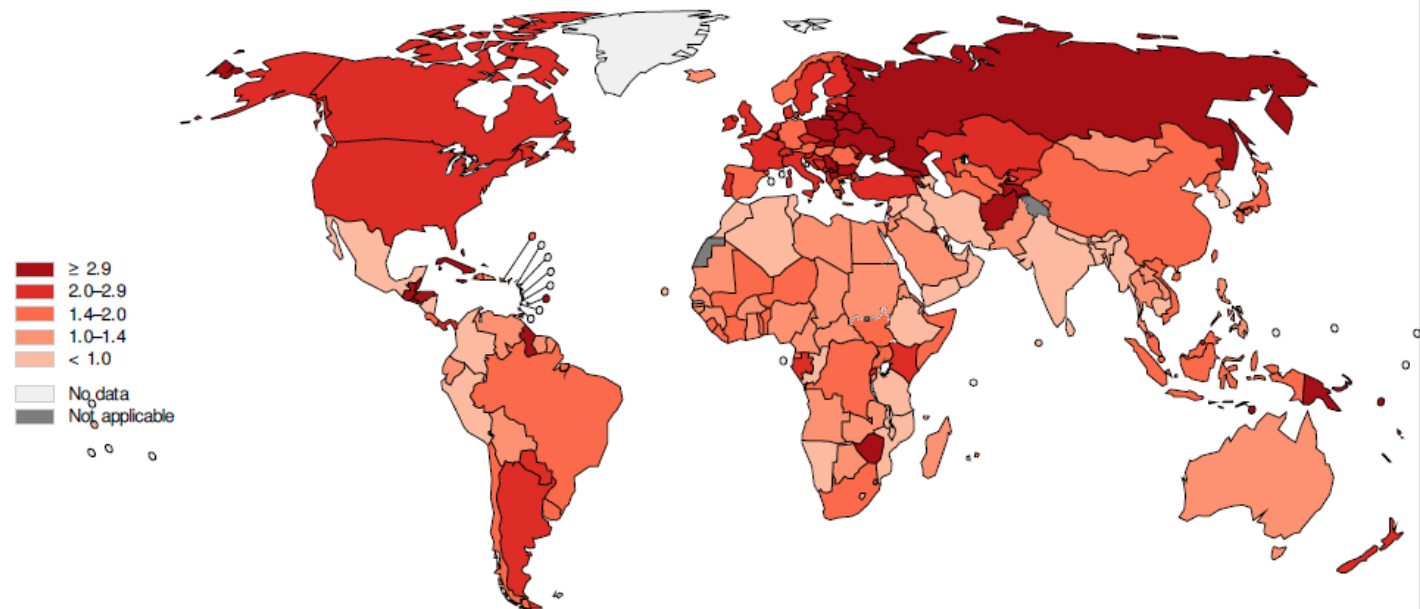 ≥ 2.9
2.0–2.9
1.4–2.0
1.0–1.4
< 1.0
No data
Not applicable